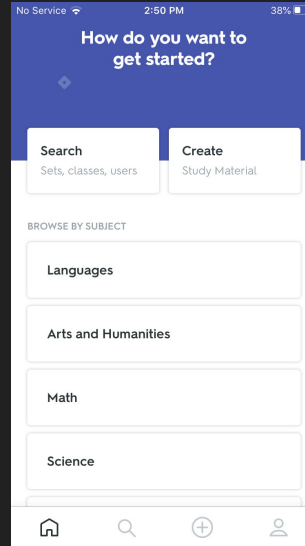 No Service 2:50 PM 38%
How do you want to
get started?
Search
Sets, classes, users
Create
Study Material
BROWSE BY SUBJECT
Languages
Arts and Humanities
Math
Science